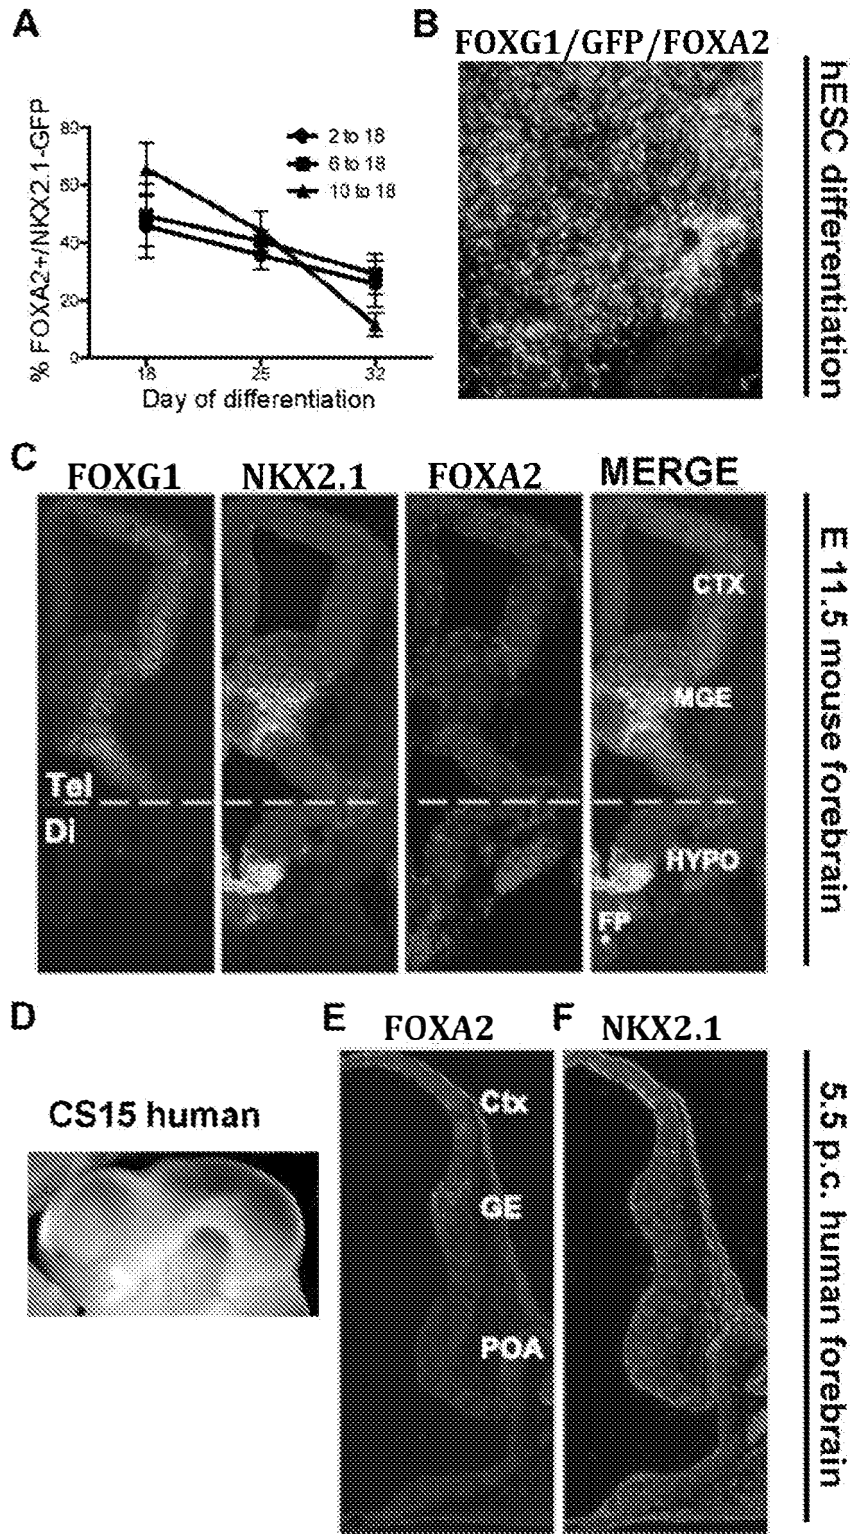 A
% FOXA2+/NKX2.1-GFP
80
60
40
20
0
2 to 18
6 to 18
10 to 18
18 25 32
Day of differentiation
B
FOXG1/GFP/FOXA2
hESC differentiation
C
FOXG1 NKX2.1 FOXA2 MERGE
CTX
MGE
Tel
Di
HYPO
FP
E 11.5 mouse forebrain
D
CS15 human
E
FOXA2
Ctx
GE
POA
F
NKX2.1
5.5 p.c. human forebrain